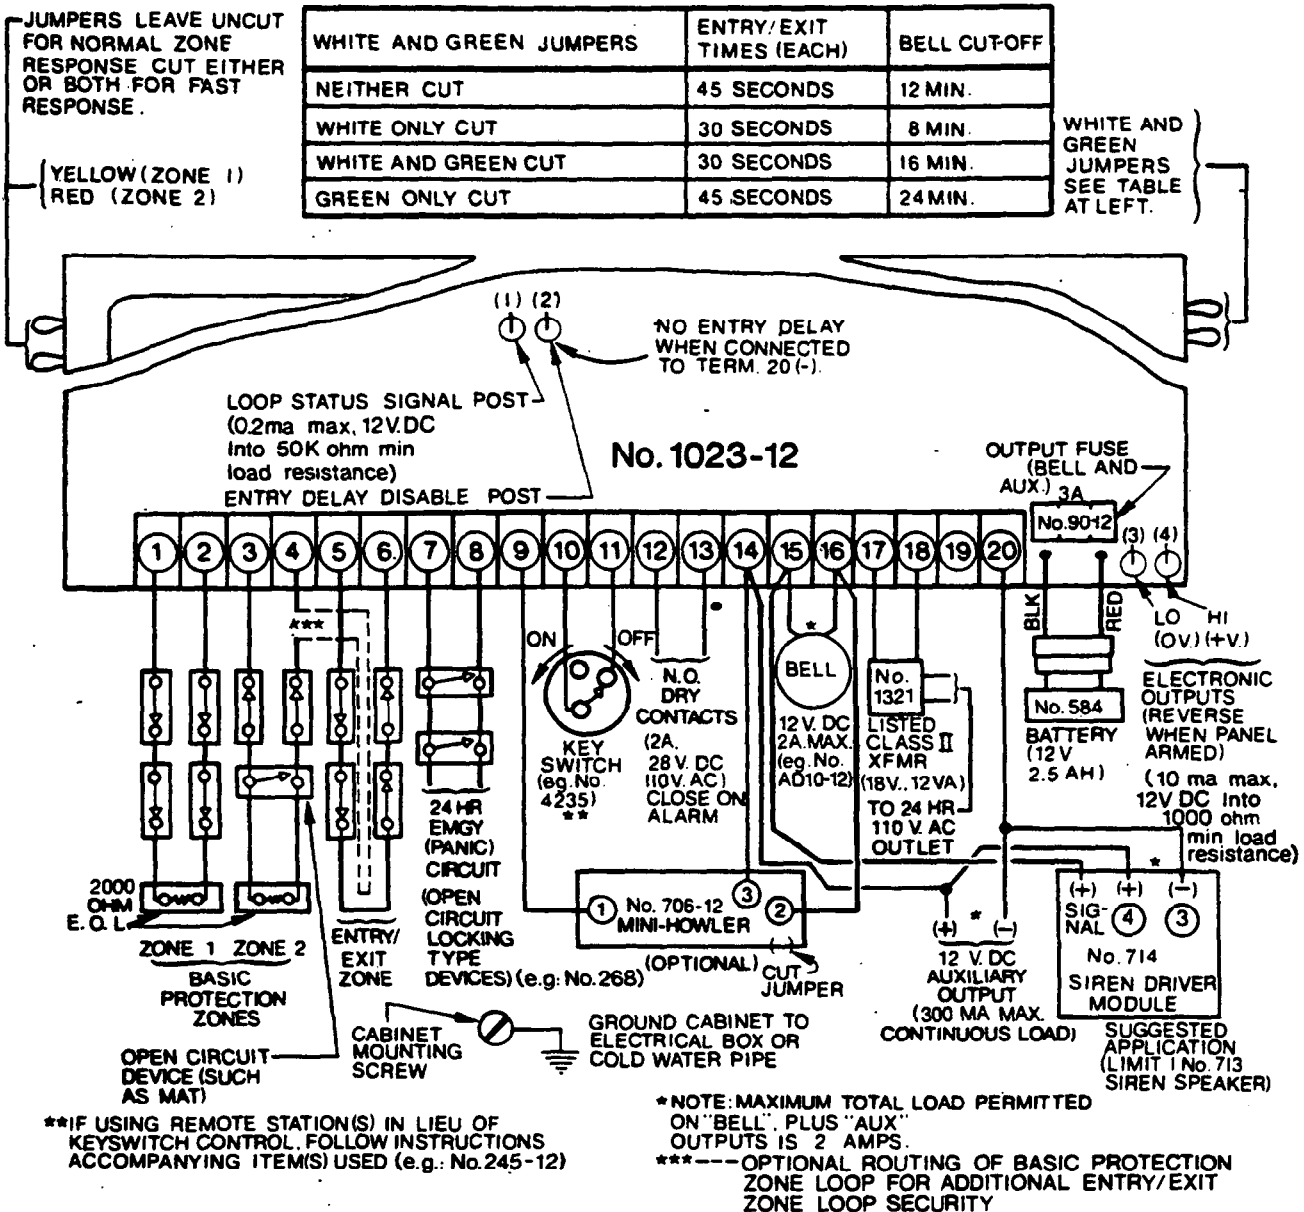 JUMPERS LEAVE UNCUT
FOR NORMAL ZONE
RESPONSE CUT EITHER
OR BOTH FOR FAST
RESPONSE.
YELLOW (ZONE 1)
RED (ZONE 2)
WHITE AND GREEN JUMPERS
ENTRY/EXIT
TIMES (EACH)
BELL CUT-OFF
NEITHER CUT 45 SECONDS 12 MIN.
WHITE ONLY CUT 30 SECONDS 8 MIN.
WHITE AND GREEN CUT 30 SECONDS 16 MIN.
GREEN ONLY CUT 45 SECONDS 24 MIN.
WHITE AND
GREEN
JUMPERS
SEE TABLE
AT LEFT.
(1) (2)
NO ENTRY DELAY
WHEN CONNECTED
TO TERM. 20 (-).
LOOP STATUS SIGNAL POST
(0.2ma max, 12V.DC
Into 50K ohm min
load resistance)
ENTRY DELAY DISABLE POST
No. 1023-12
OUTPUT FUSE
(BELL AND
AUX.) 3A
No.9012
(3) (4)
1 2 3 4 5 6 7 8 9 10 11 12 13 14 15 16 17 18 19 20
BLK
RED
LO HI
(OV.) (+V.)
ELECTRONIC
OUTPUTS
(REVERSE
WHEN PANEL
ARMED)
(10 ma max,
12V DC Into
1000 ohm
min load
resistance)
No. 584
BATTERY
(12V
2.5 AH)
***
ON OFF
KEY
SWITCH
(eg. No.
4235)
**
N.O.
DRY
CONTACTS
(2A,
28V. DC
110V. AC)
CLOSE ON
ALARM
*
BELL
12V. DC
2A. MAX.
(eg. No.
AD10-12)
No.
1321
LISTED
CLASS II
XFMR
(18V., 12VA)
TO 24 HR
110 V. AC
OUTLET
24 HR
EMGY
(PANIC)
CIRCUIT
(OPEN
CIRCUIT
LOCKING
TYPE
DEVICES) (e.g: No.268)
2000
OHM
E. O. L.
ZONE 1 ZONE 2
BASIC
PROTECTION
ZONES
ENTRY/
EXIT
ZONE
1 No. 706-12 3 2
MINI-HOWLER
(OPTIONAL)
CUT
JUMPER
(+) * (-)
12 V. DC
AUXILIARY
OUTPUT
(300 MA MAX.
CONTINUOUS LOAD)
*
(+) (+) (-)
SIG-
NAL 4 3
No. 714
SIREN DRIVER
MODULE
SUGGESTED
APPLICATION
(LIMIT 1 No. 713
SIREN SPEAKER)
OPEN CIRCUIT
DEVICE (SUCH
AS MAT)
CABINET
MOUNTING
SCREW
GROUND CABINET TO
ELECTRICAL BOX OR
COLD WATER PIPE
**IF USING REMOTE STATION(S) IN LIEU OF
KEYSWITCH CONTROL, FOLLOW INSTRUCTIONS
ACCOMPANYING ITEM(S) USED (e.g.: No.245-12)
*NOTE: MAXIMUM TOTAL LOAD PERMITTED
ON "BELL", PLUS "AUX"
OUTPUTS IS 2 AMPS.
***---OPTIONAL ROUTING OF BASIC PROTECTION
ZONE LOOP FOR ADDITIONAL ENTRY/EXIT
ZONE LOOP SECURITY